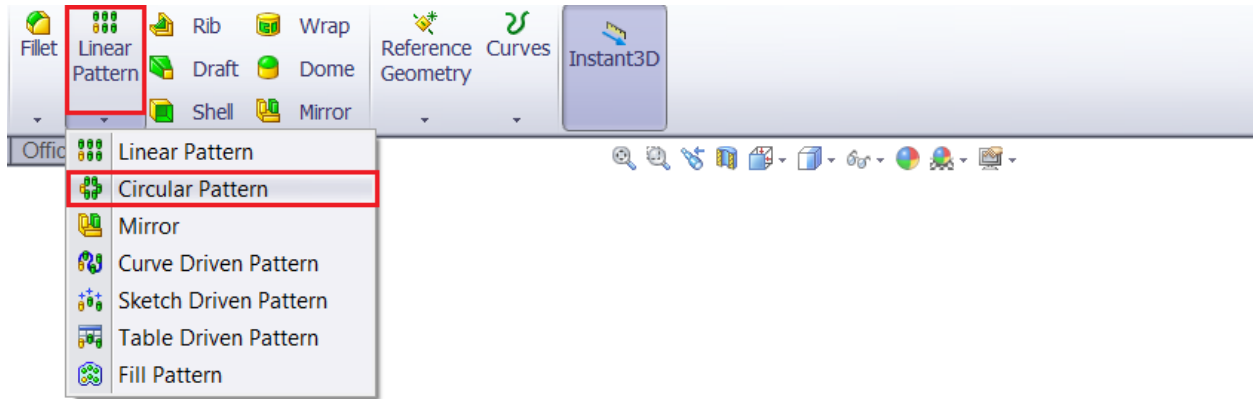 Fillet
Linear
Pattern
Rib
Wrap
Draft
Dome
Shell
Mirror
Reference
Geometry
Curves
Instant3D
Offic
Linear Pattern
Circular Pattern
Mirror
Curve Driven Pattern
Sketch Driven Pattern
Table Driven Pattern
Fill Pattern